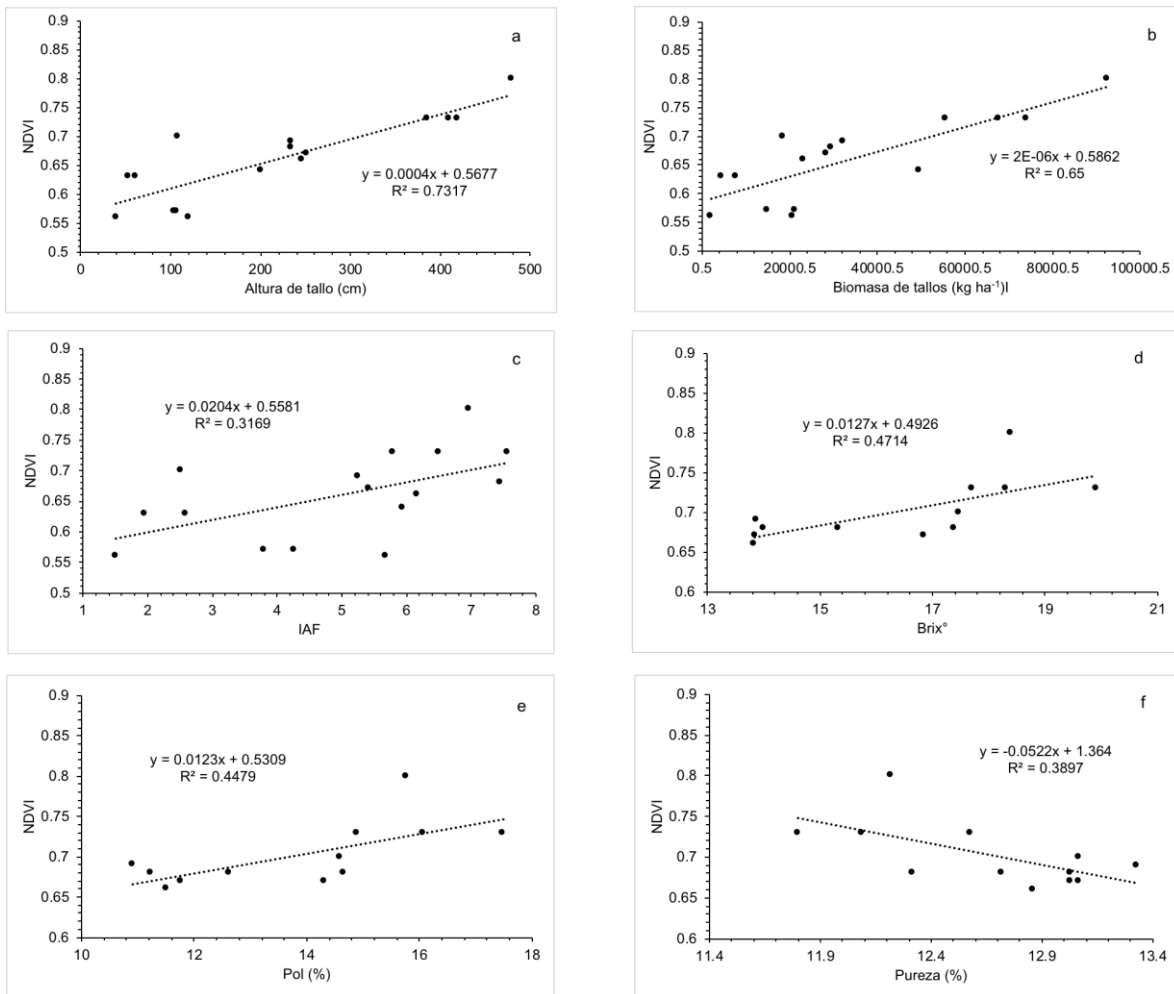 a
0.9
0.85
0.8
0.75
0.7
0.65
0.6
0.55
0.5
NDVI
y = 0.0004x + 0.5677
R² = 0.7317
0 100 200 300 400 500
Altura de tallo (cm)
b
0.9
0.85
0.8
0.75
0.7
0.65
0.6
0.55
0.5
NDVI
y = 2E-06x + 0.5862
R² = 0.65
0.5 20000.5 40000.5 60000.5 80000.5 100000.5
Biomasa de tallos (kg ha⁻¹)l
c
0.9
0.85
0.8
0.75
0.7
0.65
0.6
0.55
0.5
NDVI
y = 0.0204x + 0.5581
R² = 0.3169
1 2 3 4 5 6 7 8
IAF
d
0.9
0.85
0.8
0.75
0.7
0.65
0.6
NDVI
y = 0.0127x + 0.4926
R² = 0.4714
13 15 17 19 21
Brix°
e
0.9
0.85
0.8
0.75
0.7
0.65
0.6
NDVI
y = 0.0123x + 0.5309
R² = 0.4479
10 12 14 16 18
Pol (%)
f
0.9
0.85
0.8
0.75
0.7
0.65
0.6
NDVI
y = -0.0522x + 1.364
R² = 0.3897
11.4 11.9 12.4 12.9 13.4
Pureza (%)